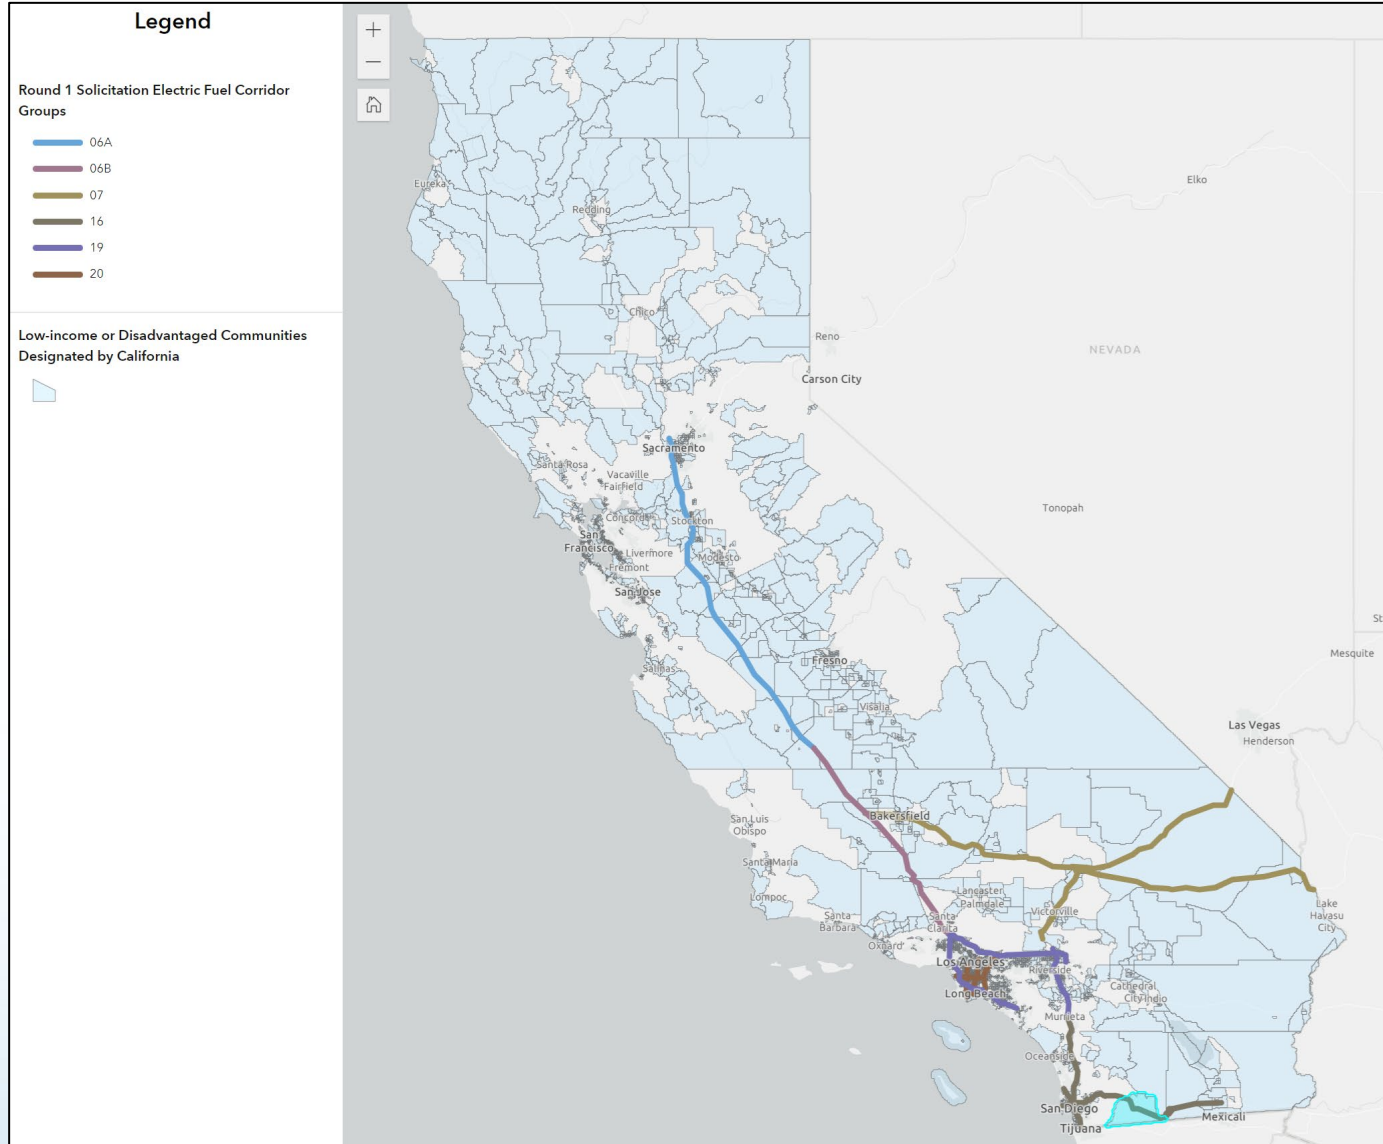 Legend
Round 1 Solicitation Electric Fuel Corridor
Groups
06A
06B
07
16
19
20
Low-income or Disadvantaged Communities
Designated by California
+
−
Eureka
Redding
Elko
Chico
Reno
NEVADA
Carson City
Sacramento
Santa Rosa
Vacaville
Fairfield
Tonopah
Concord
Stockton
San
Francisco
Livermore
Modesto
Fremont
San Jose
St
Mesquite
Salinas
Fresno
Visalia
Las Vegas
Henderson
San Luis
Obispo
Bakersfield
Santa Maria
Lompoc
Lancaster
Palmdale
Santa
Barbara
Santa
Clarita
Victorville
Lake
Havasu
City
Oxnard
Los Angeles
Riverside
Long Beach
Cathedral
City
Indio
Murrieta
Oceanside
San Diego
Tijuana
Mexicali